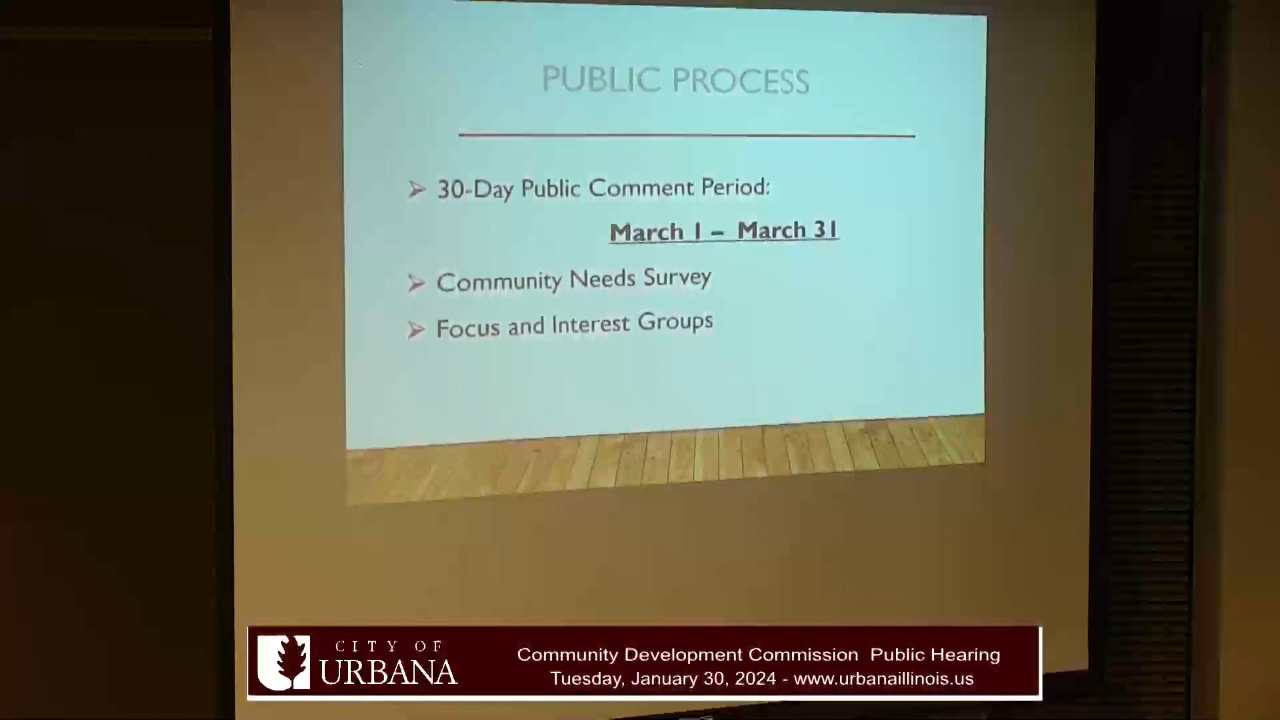 PUBLIC PROCESS
30-Day Public Comment Period:
March 1 – March 31
Community Needs Survey
Focus and Interest Groups
CITY OF
URBANA
Community Development Commission Public Hearing
Tuesday, January 30, 2024 - www.urbanaillinois.us